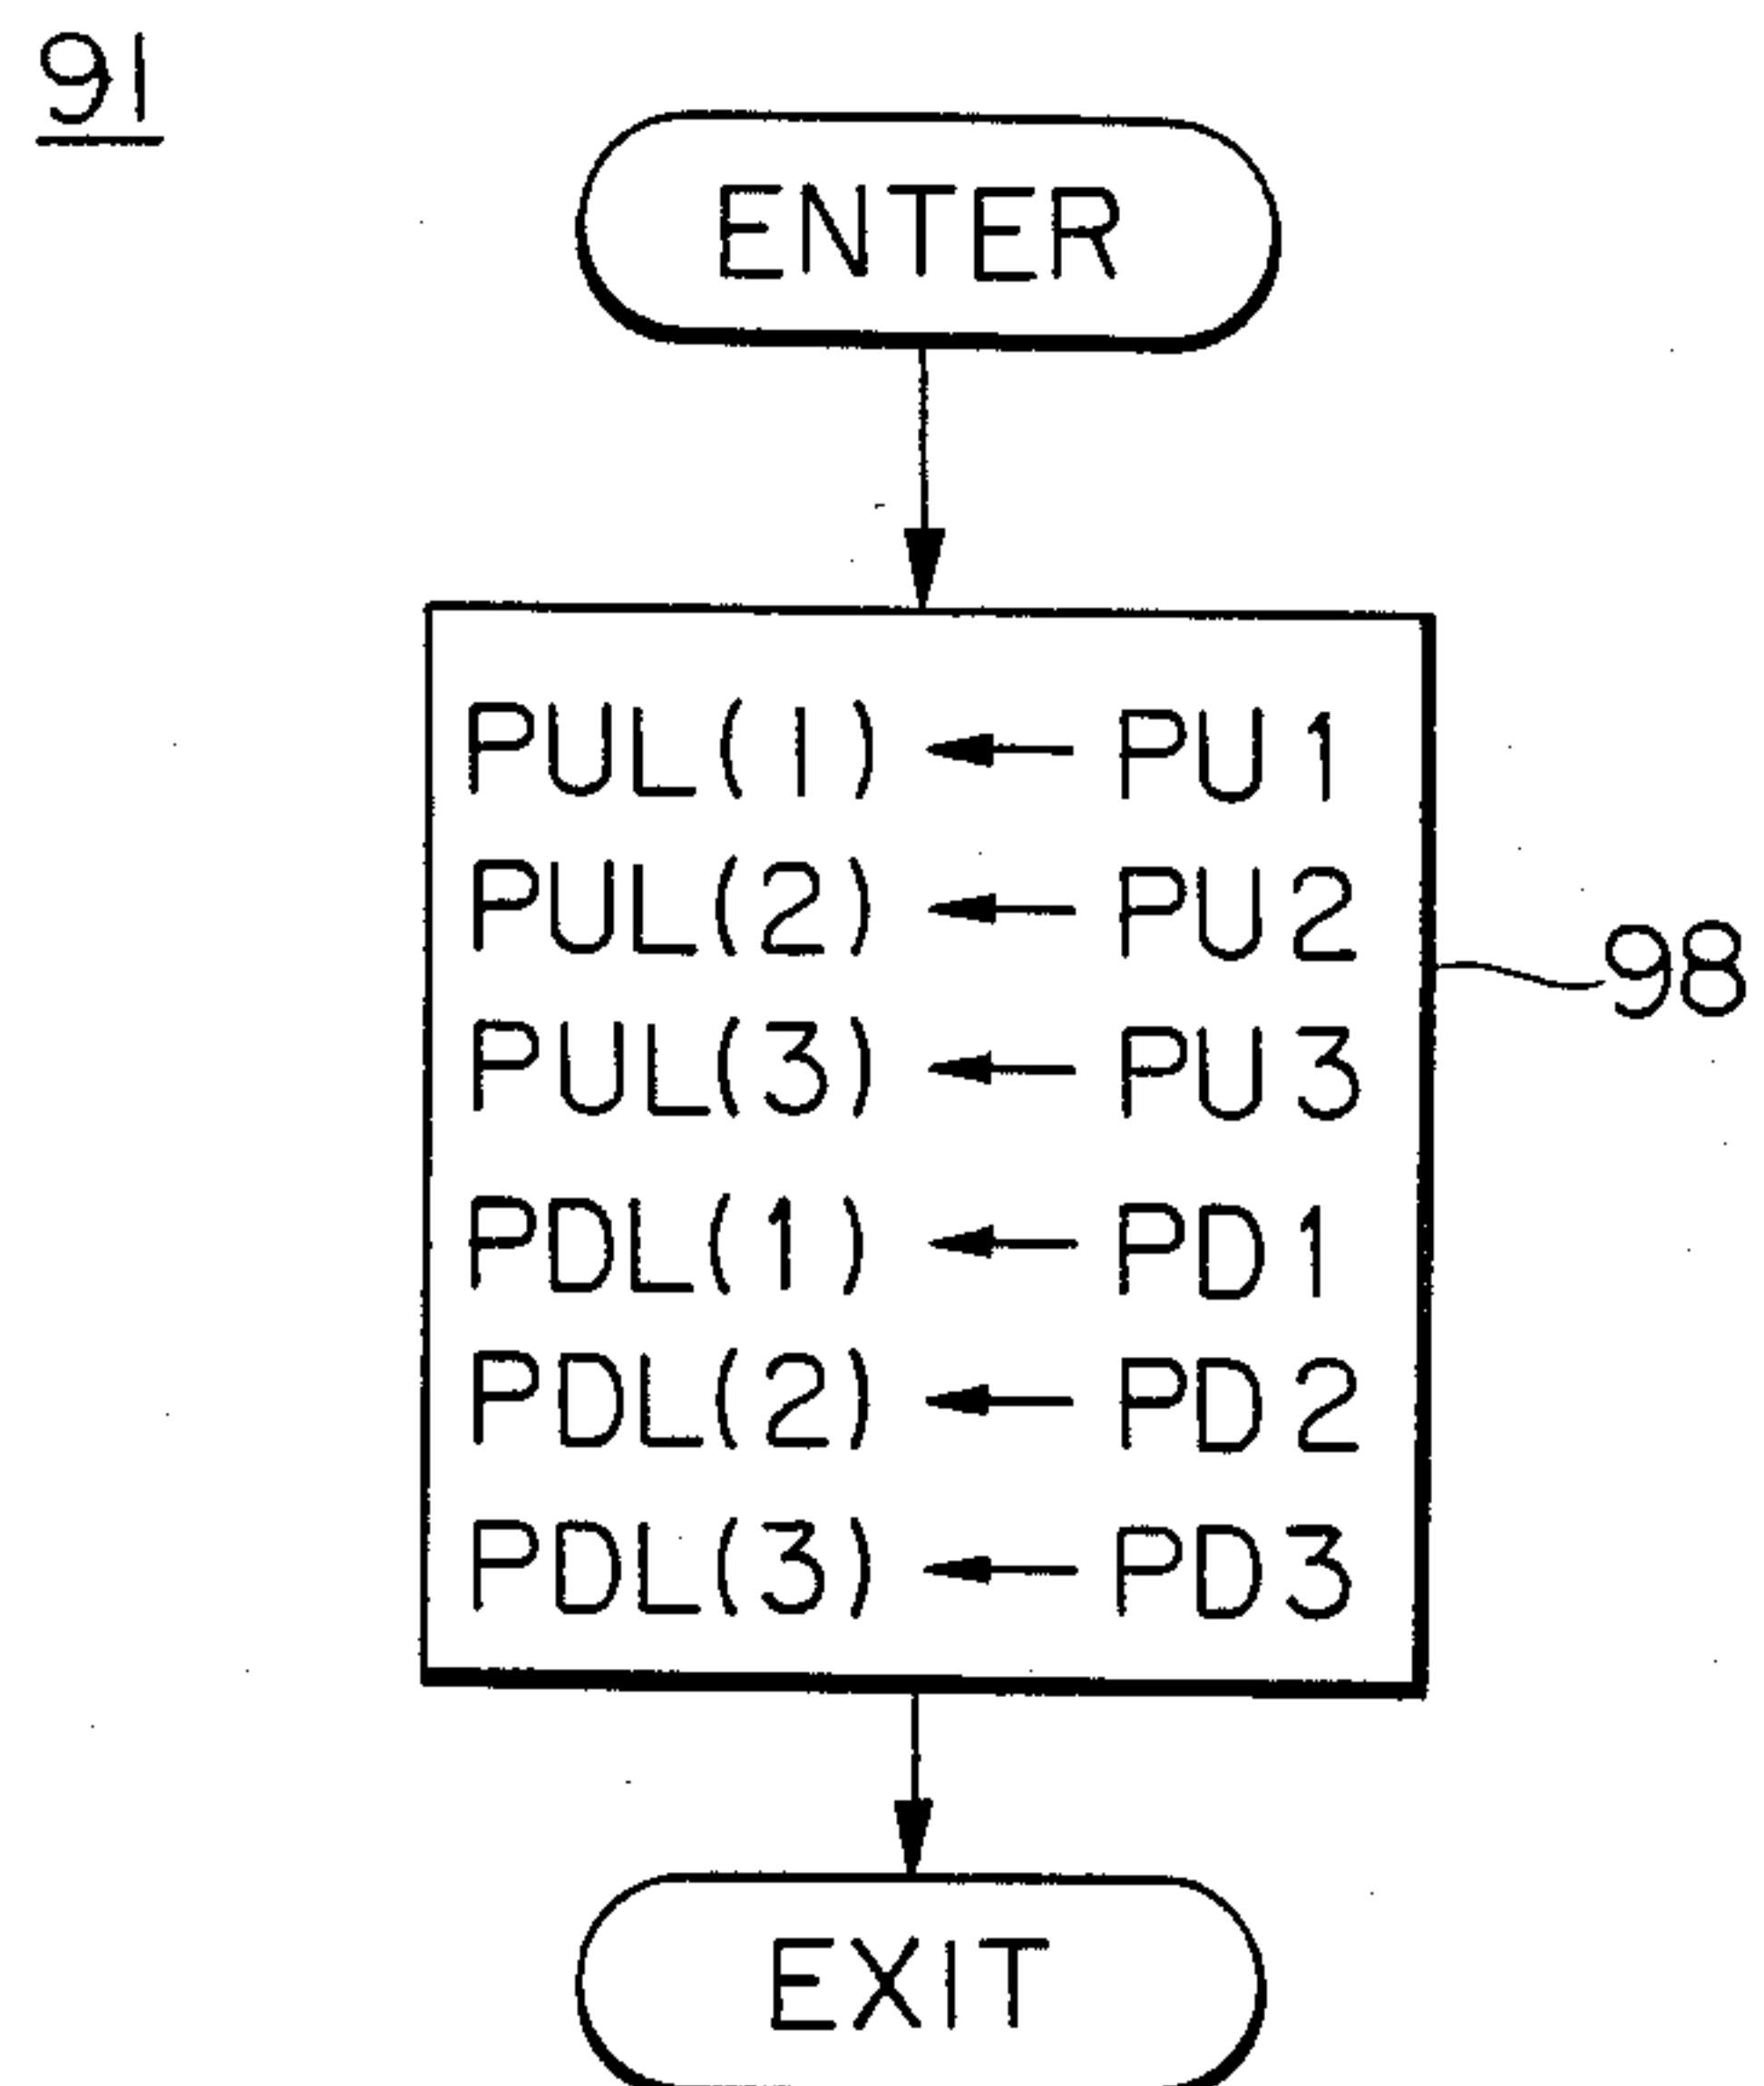 91
ENTER
PUL(1) ← PU1
PUL(2) ← PU2
PUL(3) ← PU3
98
PDL(1) ← PD1
PDL(2) ← PD2
PDL(3) ← PD3
EXIT